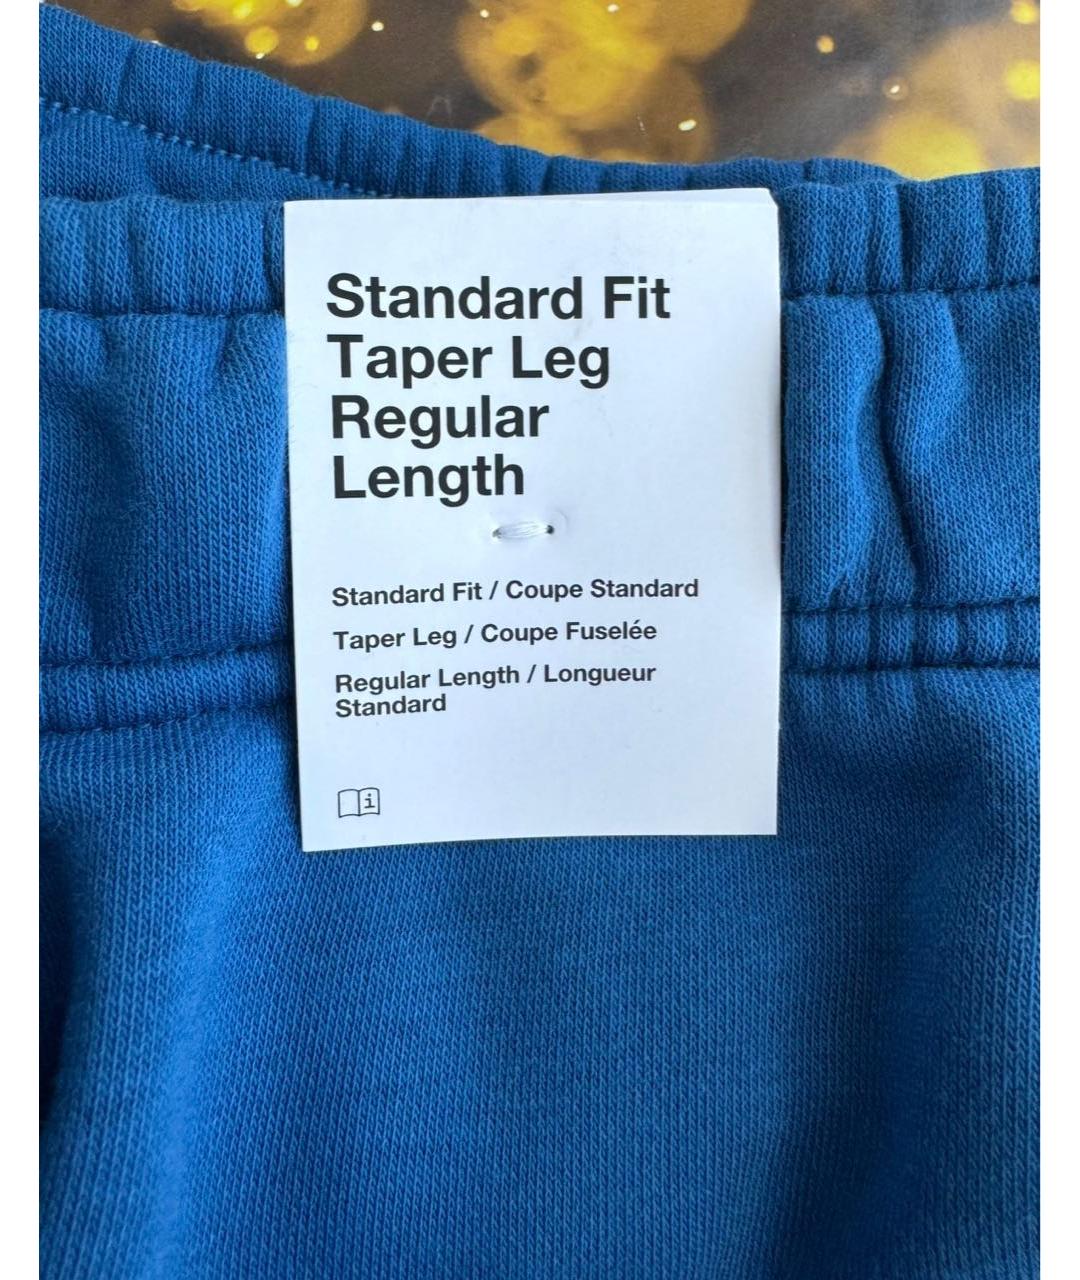 Standard Fit
Taper Leg
Regular
Length
Standard Fit / Coupe Standard
Taper Leg / Coupe Fuselée
Regular Length / Longueur
Standard
i